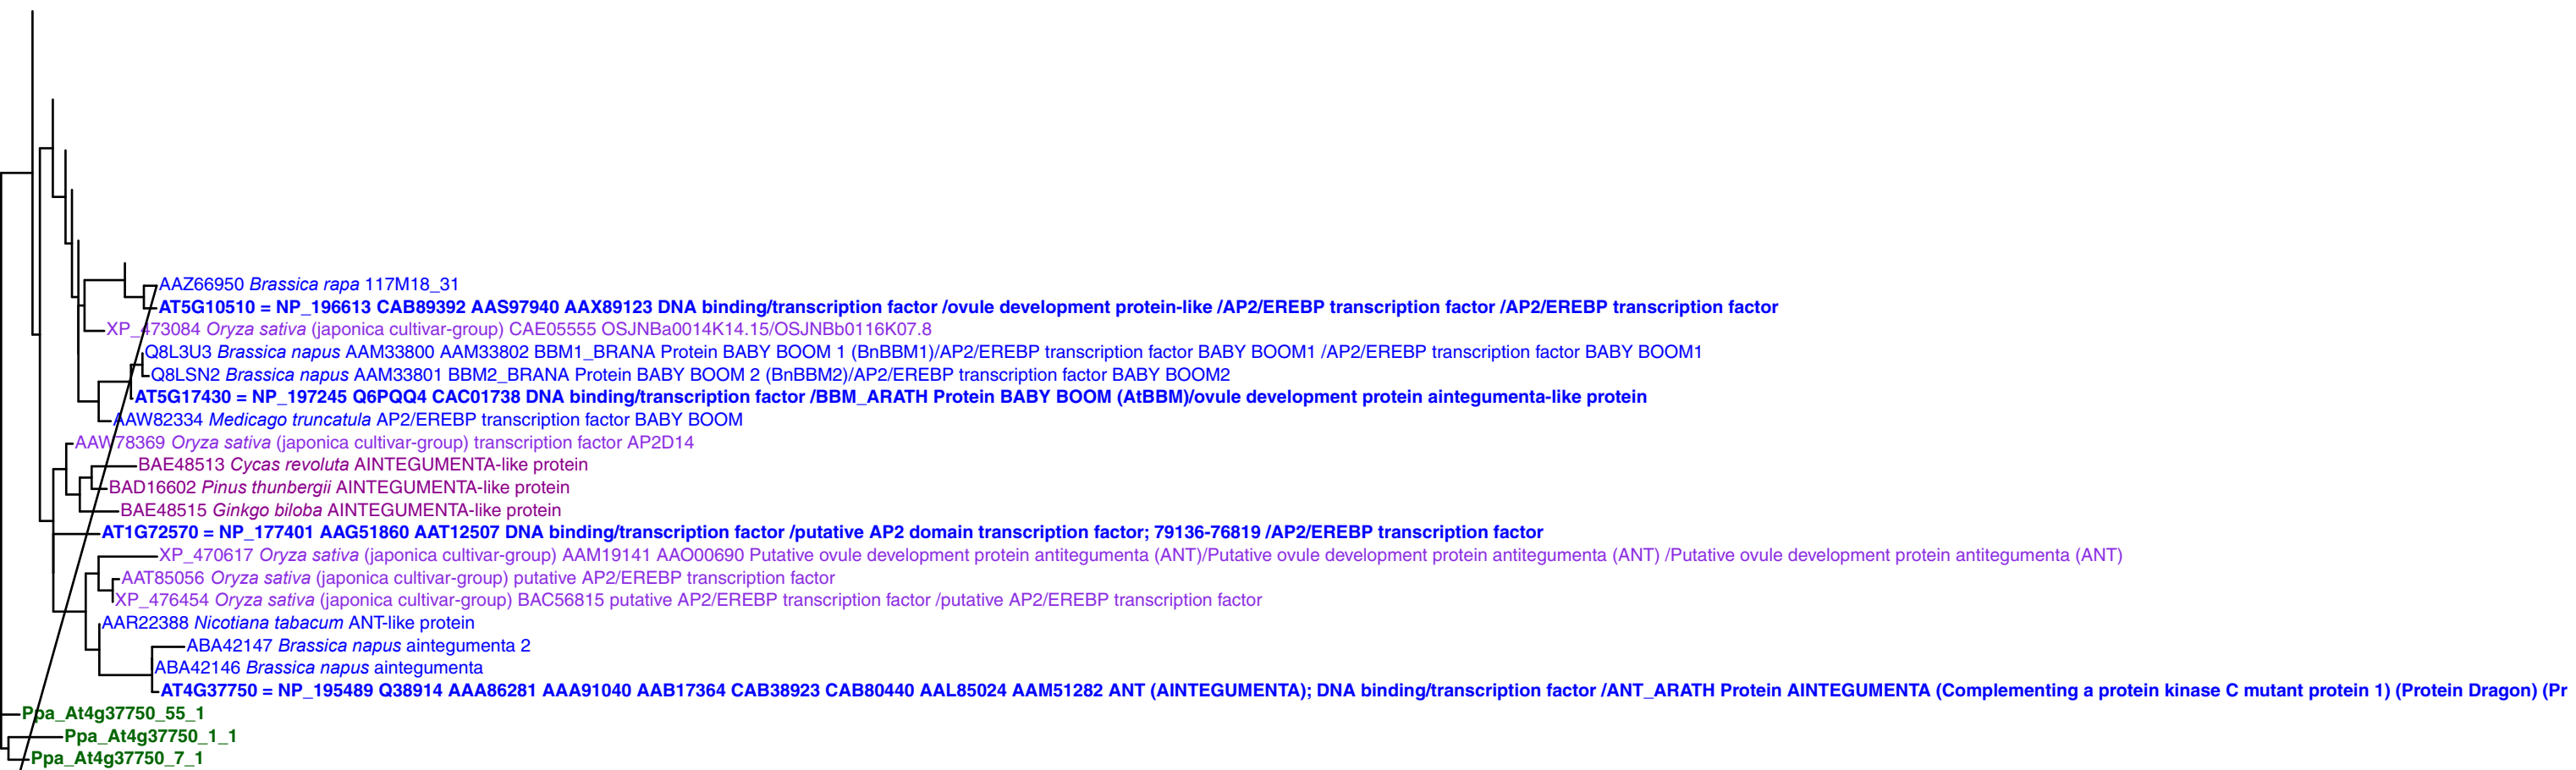 AAZ66950 Brassica rapa 117M18_31
AT5G10510 = NP_196613 CAB89392 AAS97940 AAX89123 DNA binding/transcription factor /ovule development protein-like /AP2/EREBP transcription factor /AP2/EREBP transcription factor
XP_473084 Oryza sativa (japonica cultivar-group) CAE05555 OSJNBa0014K14.15/OSJNBb0116K07.8
Q8L3U3 Brassica napus AAM33800 AAM33802 BBM1_BRANA Protein BABY BOOM 1 (BnBBM1)/AP2/EREBP transcription factor BABY BOOM1 /AP2/EREBP transcription factor BABY BOOM1
Q8LSN2 Brassica napus AAM33801 BBM2_BRANA Protein BABY BOOM 2 (BnBBM2)/AP2/EREBP transcription factor BABY BOOM2
AT5G17430 = NP_197245 Q6PQQ4 CAC01738 DNA binding/transcription factor /BBM_ARATH Protein BABY BOOM (AtBBM)/ovule development protein aintegumenta-like protein
AAW82334 Medicago truncatula AP2/EREBP transcription factor BABY BOOM
AAW78369 Oryza sativa (japonica cultivar-group) transcription factor AP2D14
BAE48513 Cycas revoluta AINTEGUMENTA-like protein
BAD16602 Pinus thunbergii AINTEGUMENTA-like protein
BAE48515 Ginkgo biloba AINTEGUMENTA-like protein
AT1G72570 = NP_177401 AAG51860 AAT12507 DNA binding/transcription factor /putative AP2 domain transcription factor; 79136-76819 /AP2/EREBP transcription factor
XP_470617 Oryza sativa (japonica cultivar-group) AAM19141 AAO00690 Putative ovule development protein antitegumenta (ANT)/Putative ovule development protein antitegumenta (ANT) /Putative ovule development protein antitegumenta (ANT)
AAT85056 Oryza sativa (japonica cultivar-group) putative AP2/EREBP transcription factor
XP_476454 Oryza sativa (japonica cultivar-group) BAC56815 putative AP2/EREBP transcription factor /putative AP2/EREBP transcription factor
AAR22388 Nicotiana tabacum ANT-like protein
ABA42147 Brassica napus aintegumenta 2
ABA42146 Brassica napus aintegumenta
AT4G37750 = NP_195489 Q38914 AAA86281 AAA91040 AAB17364 CAB38923 CAB80440 AAL85024 AAM51282 ANT (AINTEGUMENTA); DNA binding/transcription factor /ANT_ARATH Protein AINTEGUMENTA (Complementing a protein kinase C mutant protein 1) (Protein Dragon) (Pr
Ppa_At4g37750_55_1
Ppa_At4g37750_1_1
Ppa_At4g37750_7_1